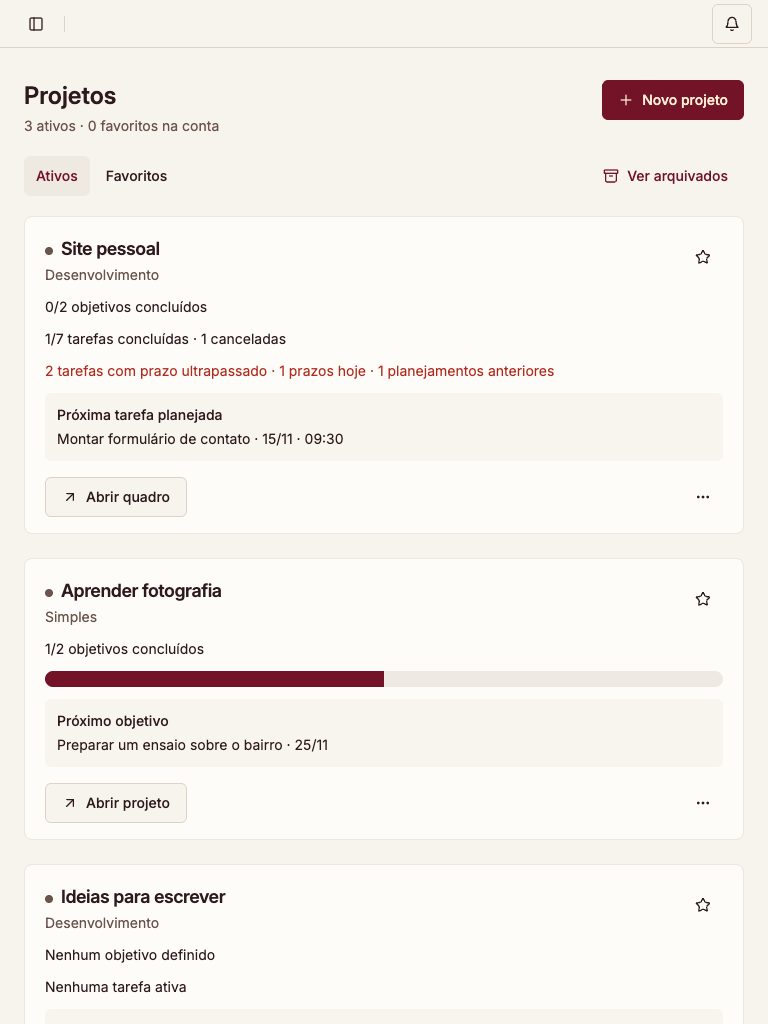 Projetos
3 ativos · 0 favoritos na conta
Novo projeto
Ativos
Favoritos
Ver arquivados
Site pessoal
Desenvolvimento
0/2 objetivos concluídos
1/7 tarefas concluídas · 1 canceladas
2 tarefas com prazo ultrapassado · 1 prazos hoje · 1 planejamentos anteriores
Próxima tarefa planejada
Montar formulário de contato · 15/11 · 09:30
Abrir quadro
Aprender fotografia
Simples
1/2 objetivos concluídos
Próximo objetivo
Preparar um ensaio sobre o bairro · 25/11
Abrir projeto
Ideias para escrever
Desenvolvimento
Nenhum objetivo definido
Nenhuma tarefa ativa